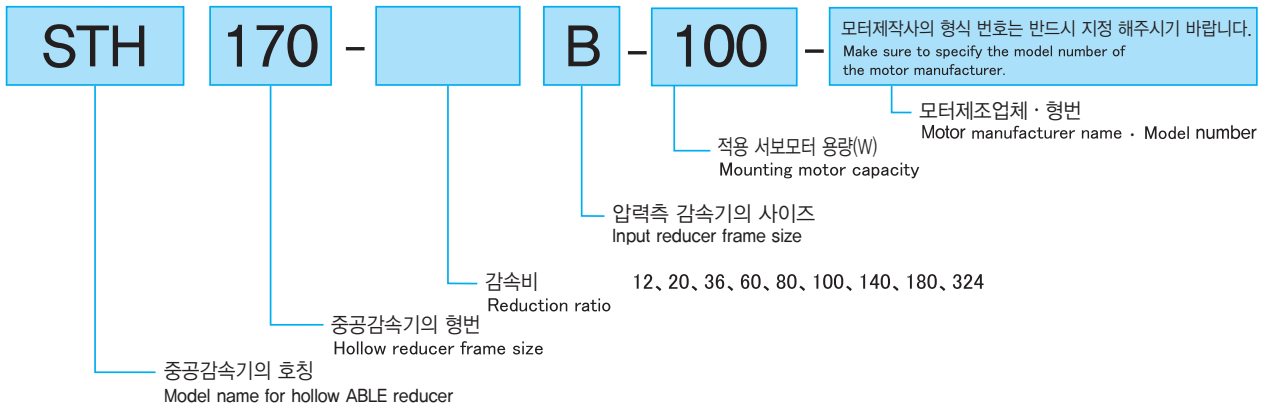 STH 170 - B - 100 -
모터제작사의 형식 번호는 반드시 지정 해주시기 바랍니다.
Make sure to specify the model number of
the motor manufacturer.
모터제조업체 · 형번
Motor manufacturer name · Model number
적용 서보모터 용량(W)
Mounting motor capacity
압력측 감속기의 사이즈
Input reducer frame size
감속비 12、20、36、60、80、100、140、180、324
Reduction ratio
중공감속기의 형번
Hollow reducer frame size
중공감속기의 호칭
Model name for hollow ABLE reducer